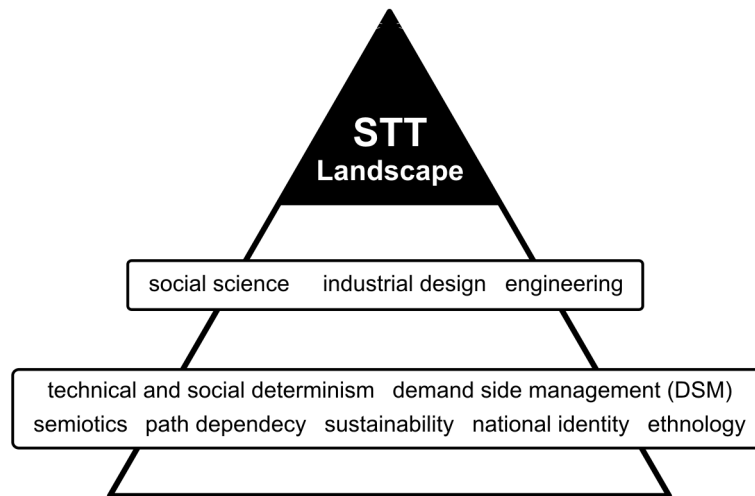 STT
Landscape
social science industrial design engineering
technical and social determinism demand side management (DSM)
semiotics path dependecy sustainability national identity ethnology